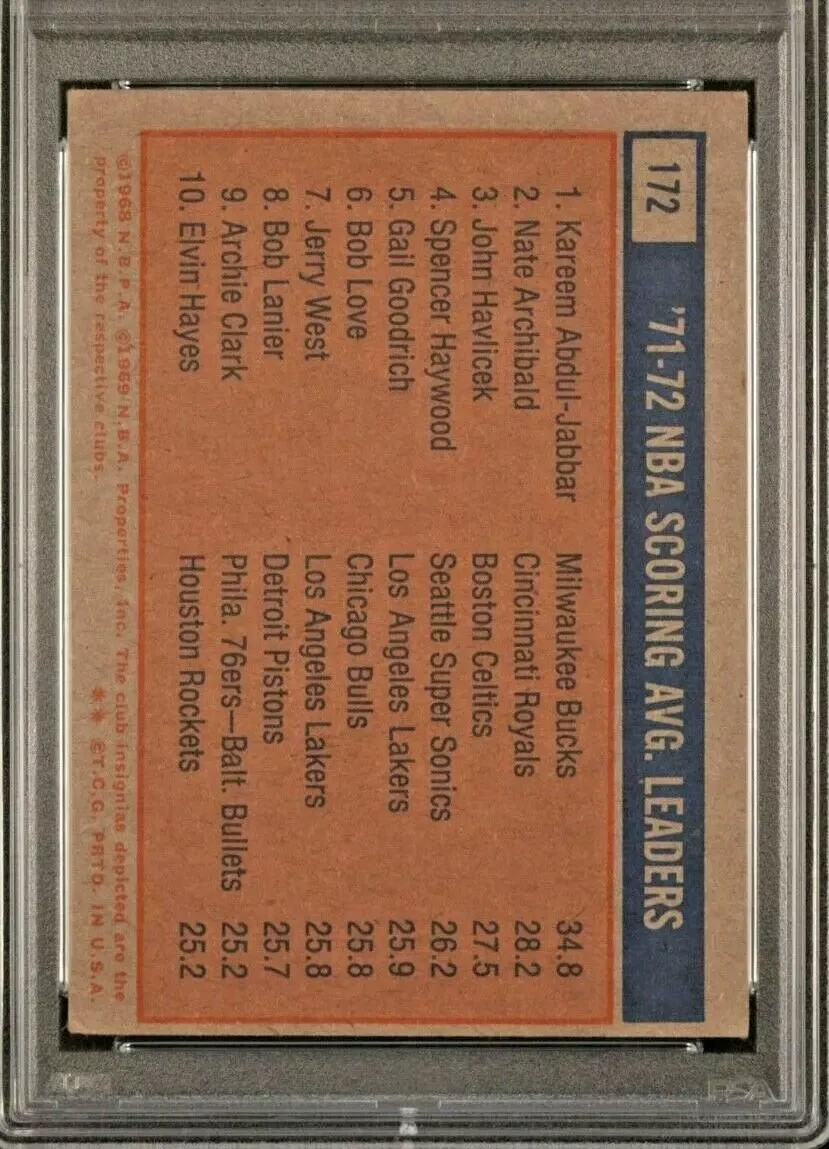 172 '71-72 NBA SCORING AVG. LEADERS
1. Kareem Abdul-Jabbar Milwaukee Bucks 34.8
2. Nate Archibald Cincinnati Royals 28.2
3. John Havlicek Boston Celtics 27.5
4. Spencer Haywood Seattle Super Sonics 26.2
5. Gail Goodrich Los Angeles Lakers 25.9
6. Bob Love Chicago Bulls 25.8
7. Jerry West Los Angeles Lakers 25.8
8. Bob Lanier Detroit Pistons 25.7
9. Archie Clark Phila. 76ers—Balt. Bullets 25.2
10. Elvin Hayes Houston Rockets 25.2
©1968 N.B.P.A. ©1969 N.B.A. Properties, Inc. The club insignias depicted are the
property of the respective clubs. ** ©T.C.G. PRTD. IN U.S.A.
PSA